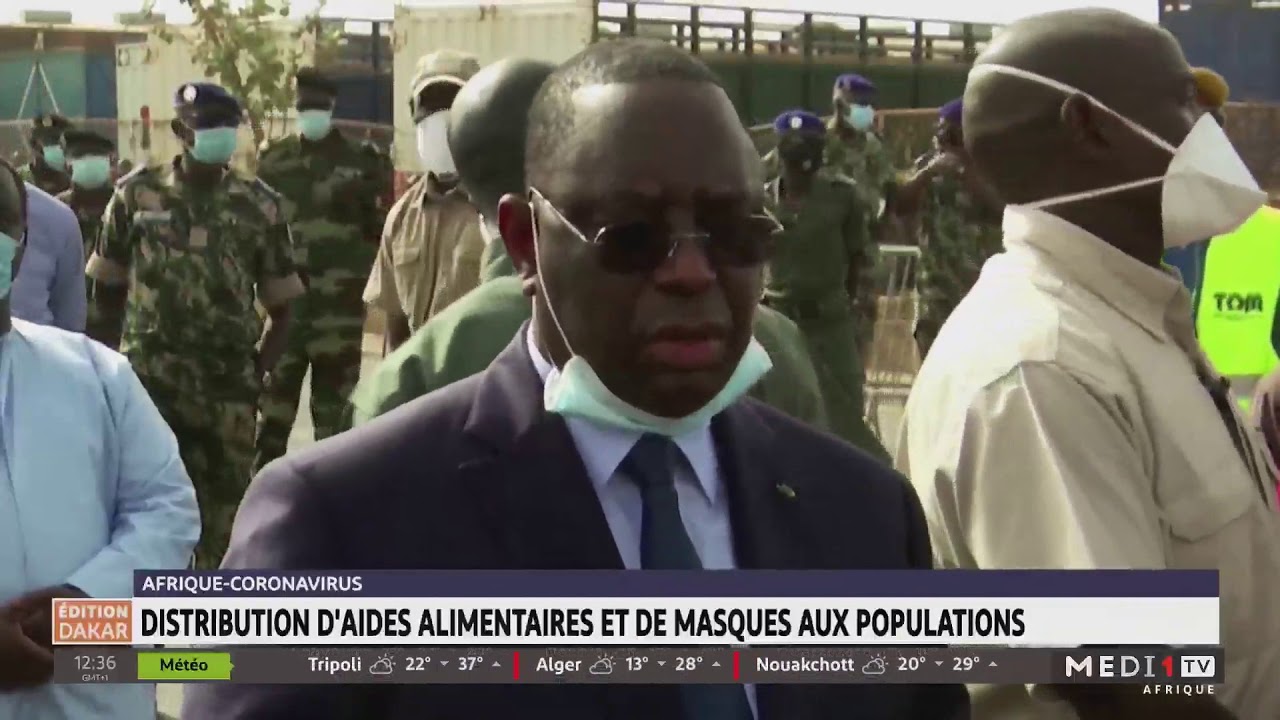 TOM
AFRIQUE-CORONAVIRUS
ÉDITION
DAKAR
DISTRIBUTION D'AIDES ALIMENTAIRES ET DE MASQUES AUX POPULATIONS
12:36
GMT+1
Météo
Tripoli 22° 37° Alger 13° 28° Nouakchott 20° 29°
MEDI1TV
AFRIQUE